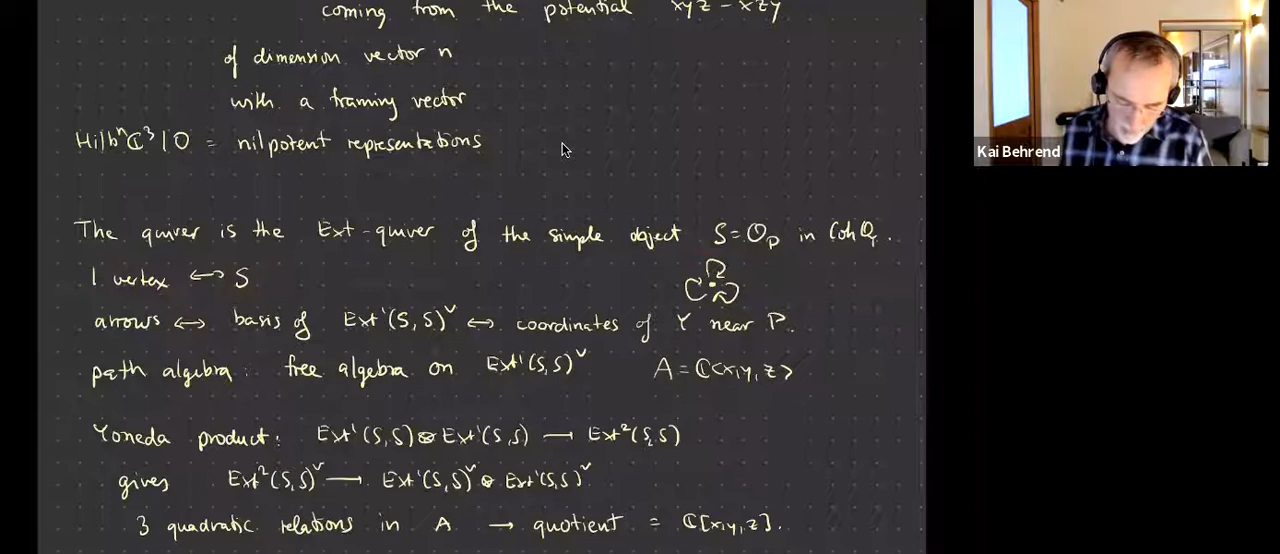 coming from the potential xyz - xzy
of dimension vector n
with a framing vector
Hilbⁿℂ³|0 = nilpotent representations
The quiver is the Ext-quiver of the simple object S = 𝒪_P in Coh
1 vertex ↔ S
arrows ↔ basis of Ext¹(S,S)^∨ ↔ coordinates of Y near P.
path algebra: free algebra on Ext¹(S,S)^∨ A = ℂ<x,y,z>
Yoneda product: Ext¹(S,S) ⊗ Ext¹(S,S) → Ext²(S,S)
gives Ext²(S,S)^∨ → Ext¹(S,S)^∨ ⊗ Ext¹(S,S)^∨
3 quadratic relations in A → quotient = ℂ[x,y,z].
Kai Behrend